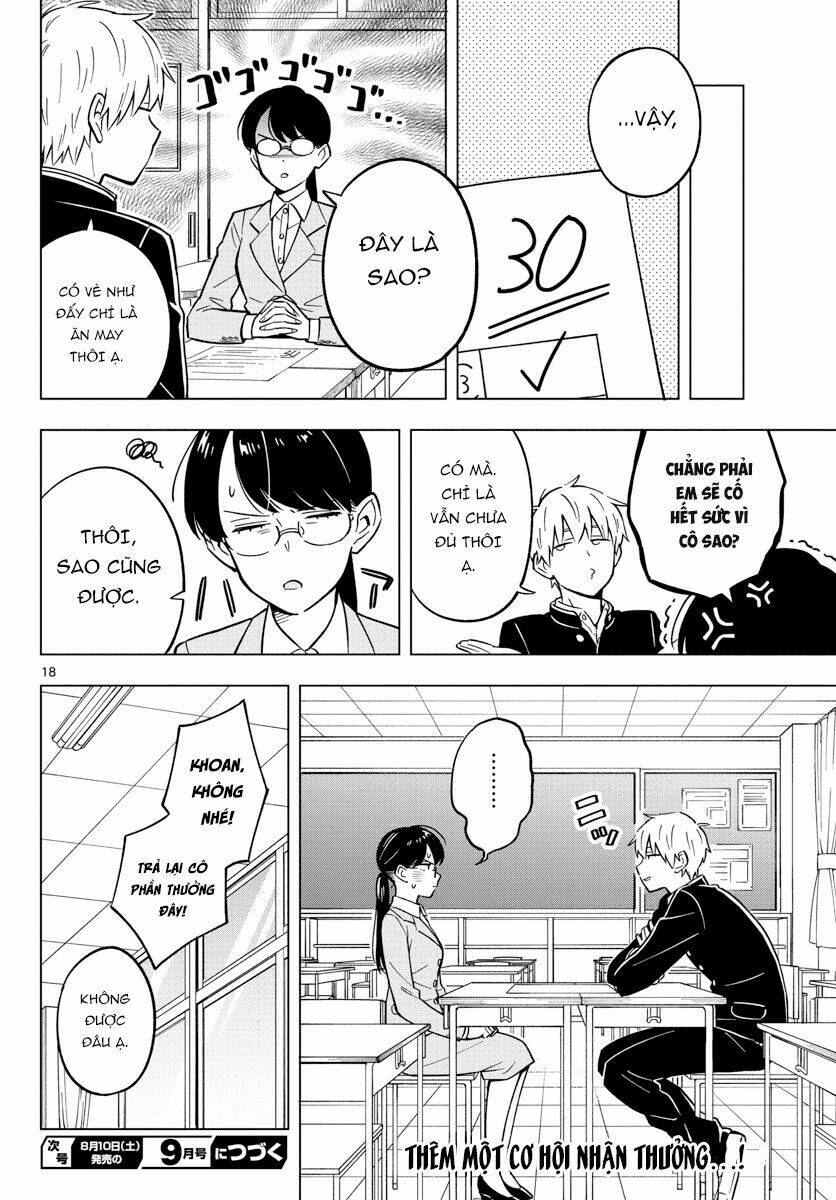 ...VẬY,
30
3,
ゴゴゴゴゴ...
ĐÂY LÀ
SAO?
CÓ VẺ NHƯ
ĐẤY CHỈ LÀ
ĂN MAY
THÔI Ạ.
CHẲNG PHẢI
EM SẼ CỐ
HẾT SỨC VÌ
CÔ SAO?
CÓ MÀ.
CHỈ LÀ
VẪN CHƯA
ĐỦ THÔI
Ạ.
THÔI,
SAO CŨNG
ĐƯỢC.
18
.........
ニニッ
KHOAN,
KHÔNG
NHÉ!
TRẢ LẠI CÔ
PHẦN THƯỞNG
ĐÂY!
KHÔNG
ĐƯỢC
ĐÂU Ạ.
THÊM MỘT CƠ HỘI NHẬN THƯỞNG...!
次号 8月10日(土)発売の 9月号につづく